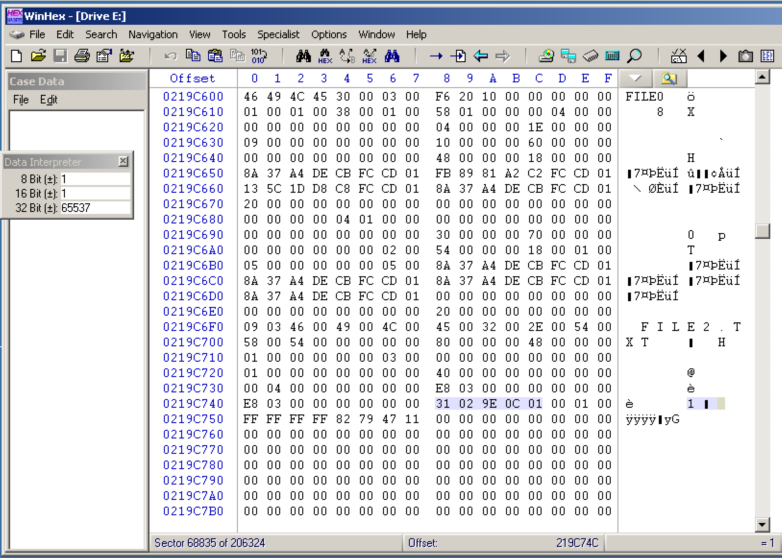 WinHex - [Drive E:]
File Edit Search Navigation View Tools Specialist Options Window Help
Case Data
File Edit
Data Interpreter
8 Bit (±): 1
16 Bit (±): 1
32 Bit (±): 65537
Offset 0 1 2 3 4 5 6 7 8 9 A B C D E F
0219C600 46 49 4C 45 30 00 03 00 F6 20 10 00 00 00 00 00 FILE0 ö
0219C610 01 00 01 00 38 00 01 00 58 01 00 00 00 04 00 00 8 X
0219C620 00 00 00 00 00 00 00 00 04 00 00 00 1E 00 00 00
0219C630 09 00 00 00 00 00 00 00 10 00 00 00 60 00 00 00 `
0219C640 00 00 00 00 00 00 00 00 48 00 00 00 18 00 00 00 H
0219C650 8A 37 A4 DE CB FC CD 01 FB 89 81 A2 C2 FC CD 01 ▮7¤ÞËüÍ û▮▮¢ÂüÍ
0219C660 13 5C 1D D8 C8 FC CD 01 8A 37 A4 DE CB FC CD 01 \ ØÈüÍ ▮7¤ÞËüÍ
0219C670 20 00 00 00 00 00 00 00 00 00 00 00 00 00 00 00
0219C680 00 00 00 00 04 01 00 00 00 00 00 00 00 00 00 00
0219C690 00 00 00 00 00 00 00 00 30 00 00 00 70 00 00 00 0 p
0219C6A0 00 00 00 00 00 00 02 00 54 00 00 00 18 00 01 00 T
0219C6B0 05 00 00 00 00 00 05 00 8A 37 A4 DE CB FC CD 01 ▮7¤ÞËüÍ
0219C6C0 8A 37 A4 DE CB FC CD 01 8A 37 A4 DE CB FC CD 01 ▮7¤ÞËüÍ ▮7¤ÞËüÍ
0219C6D0 8A 37 A4 DE CB FC CD 01 00 00 00 00 00 00 00 00 ▮7¤ÞËüÍ
0219C6E0 00 00 00 00 00 00 00 00 20 00 00 00 00 00 00 00
0219C6F0 09 03 46 00 49 00 4C 00 45 00 32 00 2E 00 54 00 F I L E 2 . T
0219C700 58 00 54 00 00 00 00 00 80 00 00 00 48 00 00 00 X T ▮ H
0219C710 01 00 00 00 00 00 03 00 00 00 00 00 00 00 00 00
0219C720 01 00 00 00 00 00 00 00 40 00 00 00 00 00 00 00 @
0219C730 00 04 00 00 00 00 00 00 E8 03 00 00 00 00 00 00 è
0219C740 E8 03 00 00 00 00 00 00 31 02 9E 0C 01 00 01 00 è 1 ▮
0219C750 FF FF FF FF 82 79 47 11 00 00 00 00 00 00 00 00 ÿÿÿÿ▮yG
0219C760 00 00 00 00 00 00 00 00 00 00 00 00 00 00 00 00
0219C770 00 00 00 00 00 00 00 00 00 00 00 00 00 00 00 00
0219C780 00 00 00 00 00 00 00 00 00 00 00 00 00 00 00 00
0219C790 00 00 00 00 00 00 00 00 00 00 00 00 00 00 00 00
0219C7A0 00 00 00 00 00 00 00 00 00 00 00 00 00 00 00 00
0219C7B0 00 00 00 00 00 00 00 00 00 00 00 00 00 00 00 00
Sector 68835 of 206324 Offset: 219C74C = 1